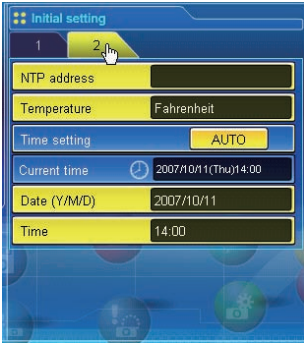 Initial setting
1 2
NTP address
Temperature Fahrenheit
Time setting AUTO
Current time 2007/10/11(Thu)14:00
Date (Y/M/D) 2007/10/11
Time 14:00